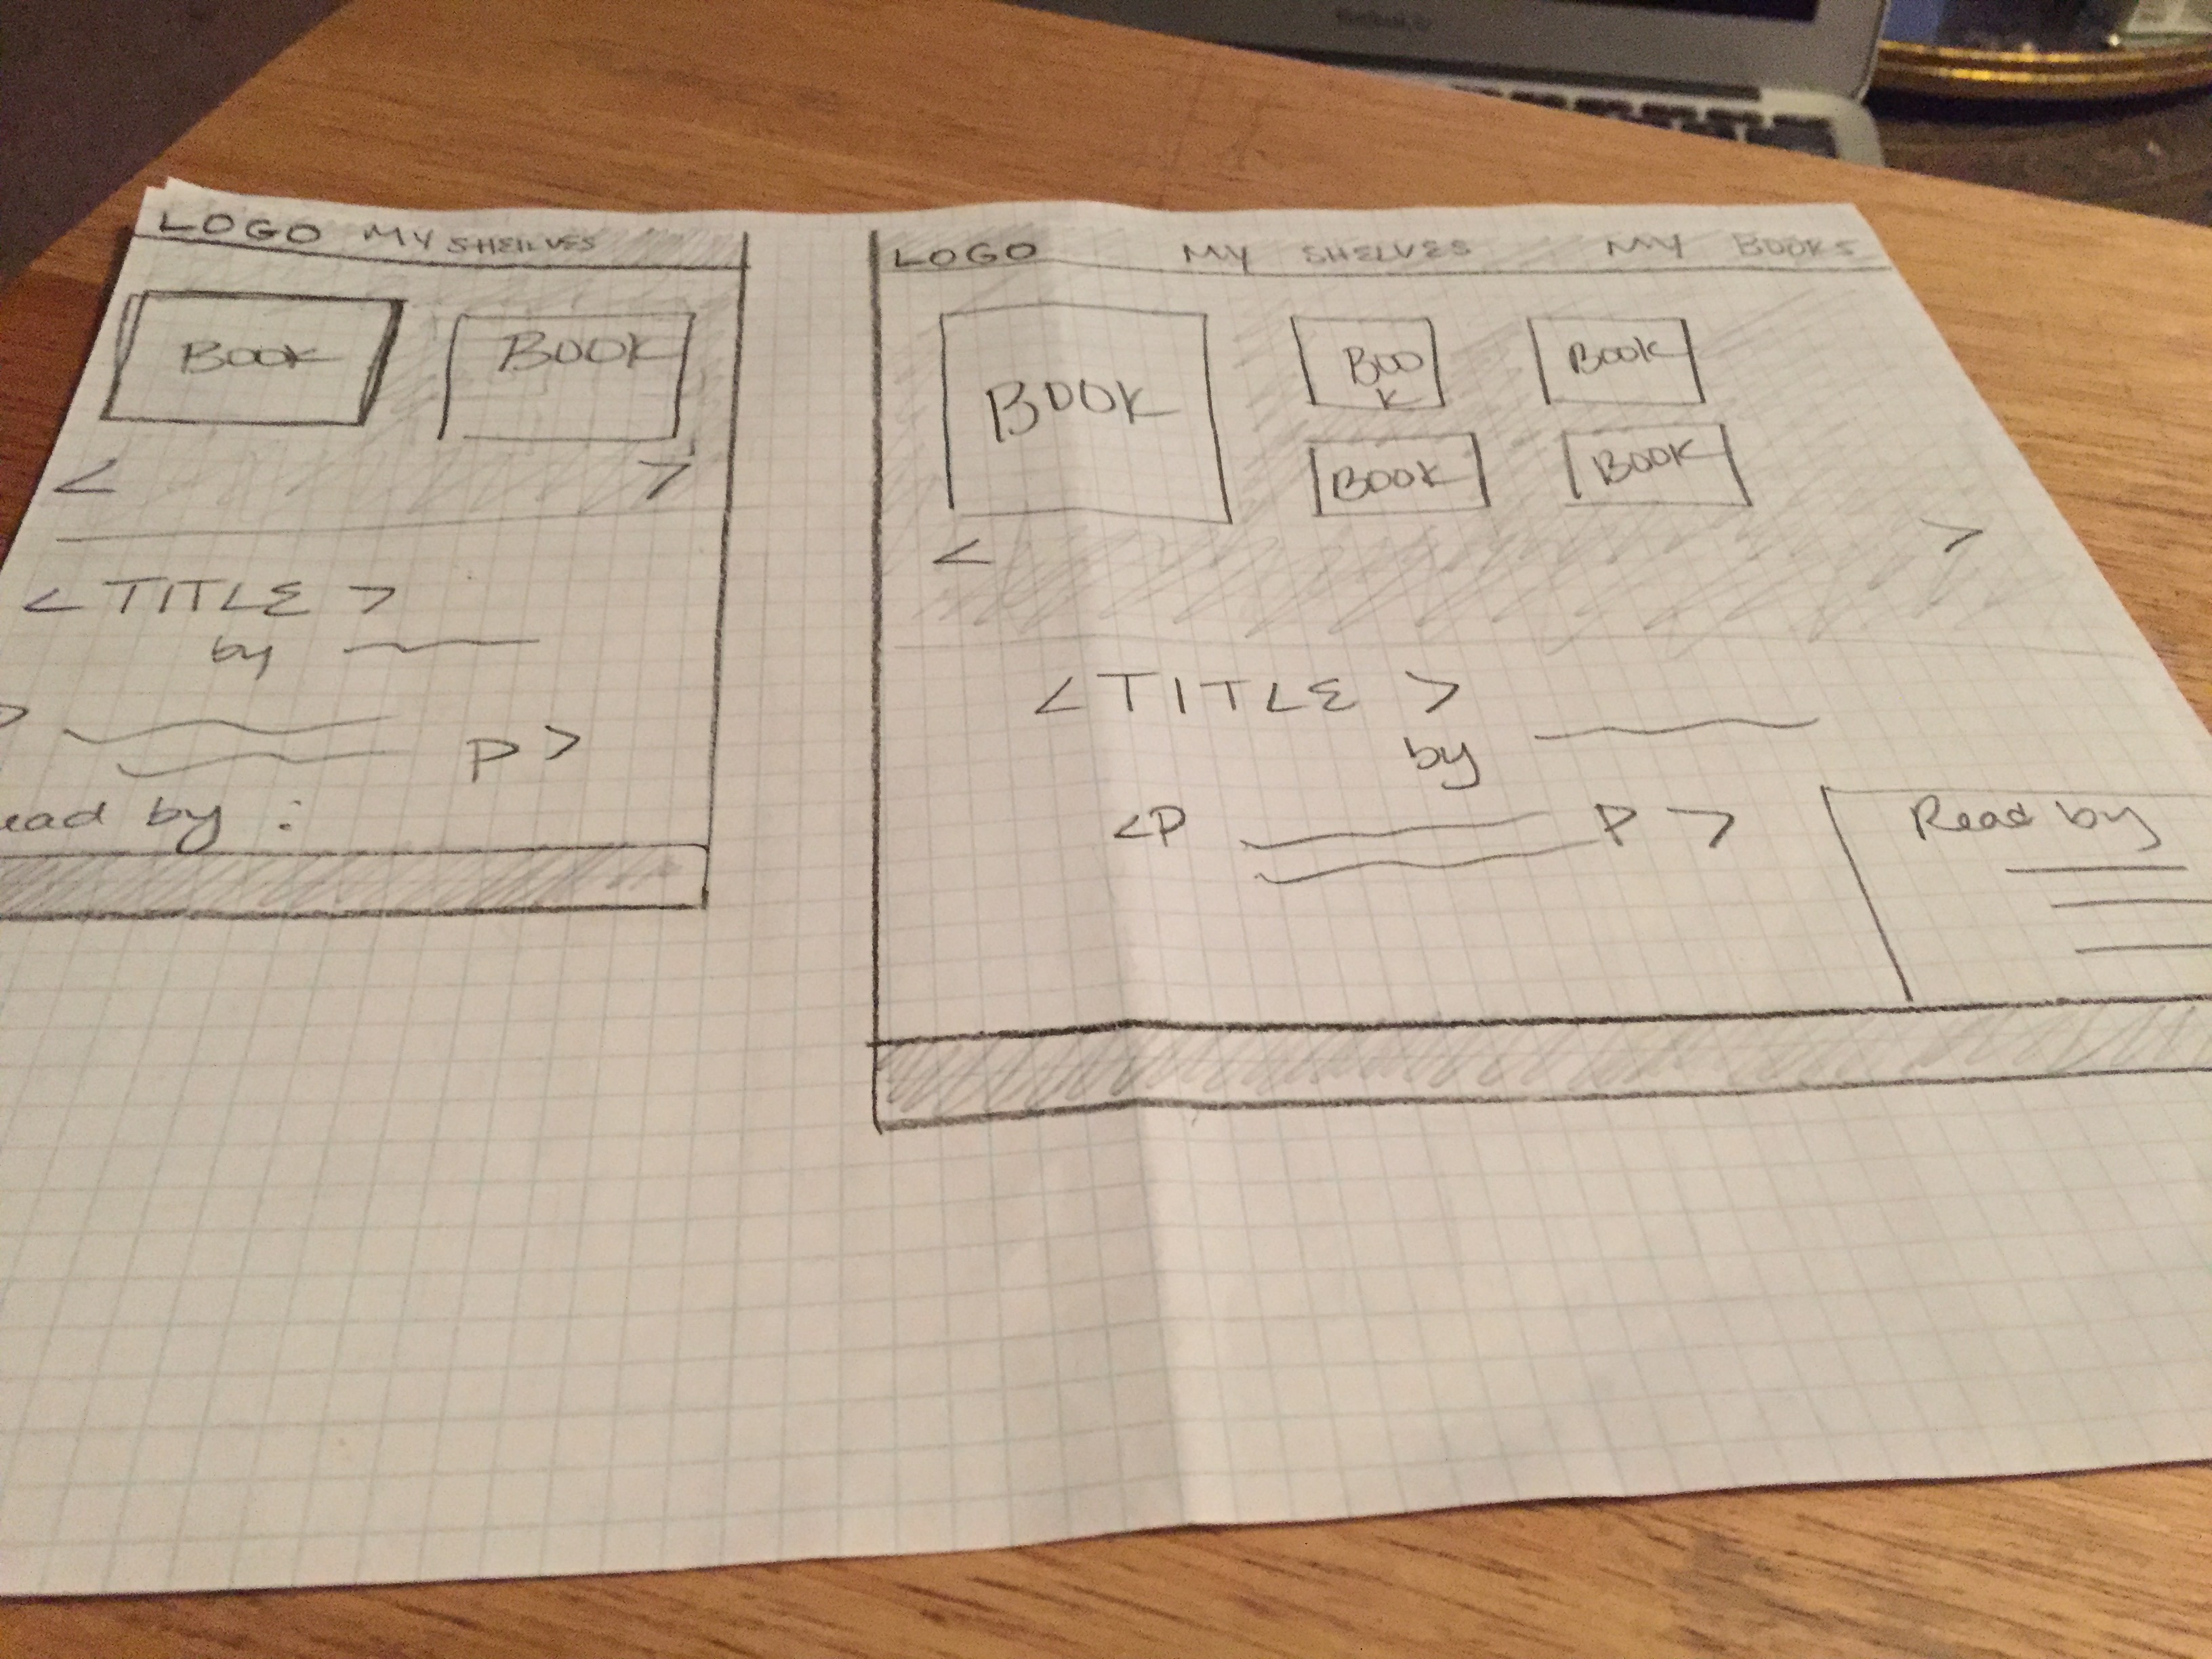 LOGO MY SHELVES
BOOK BOOK
< >
< TITLE >
by
P >
ead by :
LOGO MY SHELVES MY BOOKS
BOOK
BOO
K
BOOK
BOOK
BOOK
< >
< TITLE >
by
<P P >
Read by